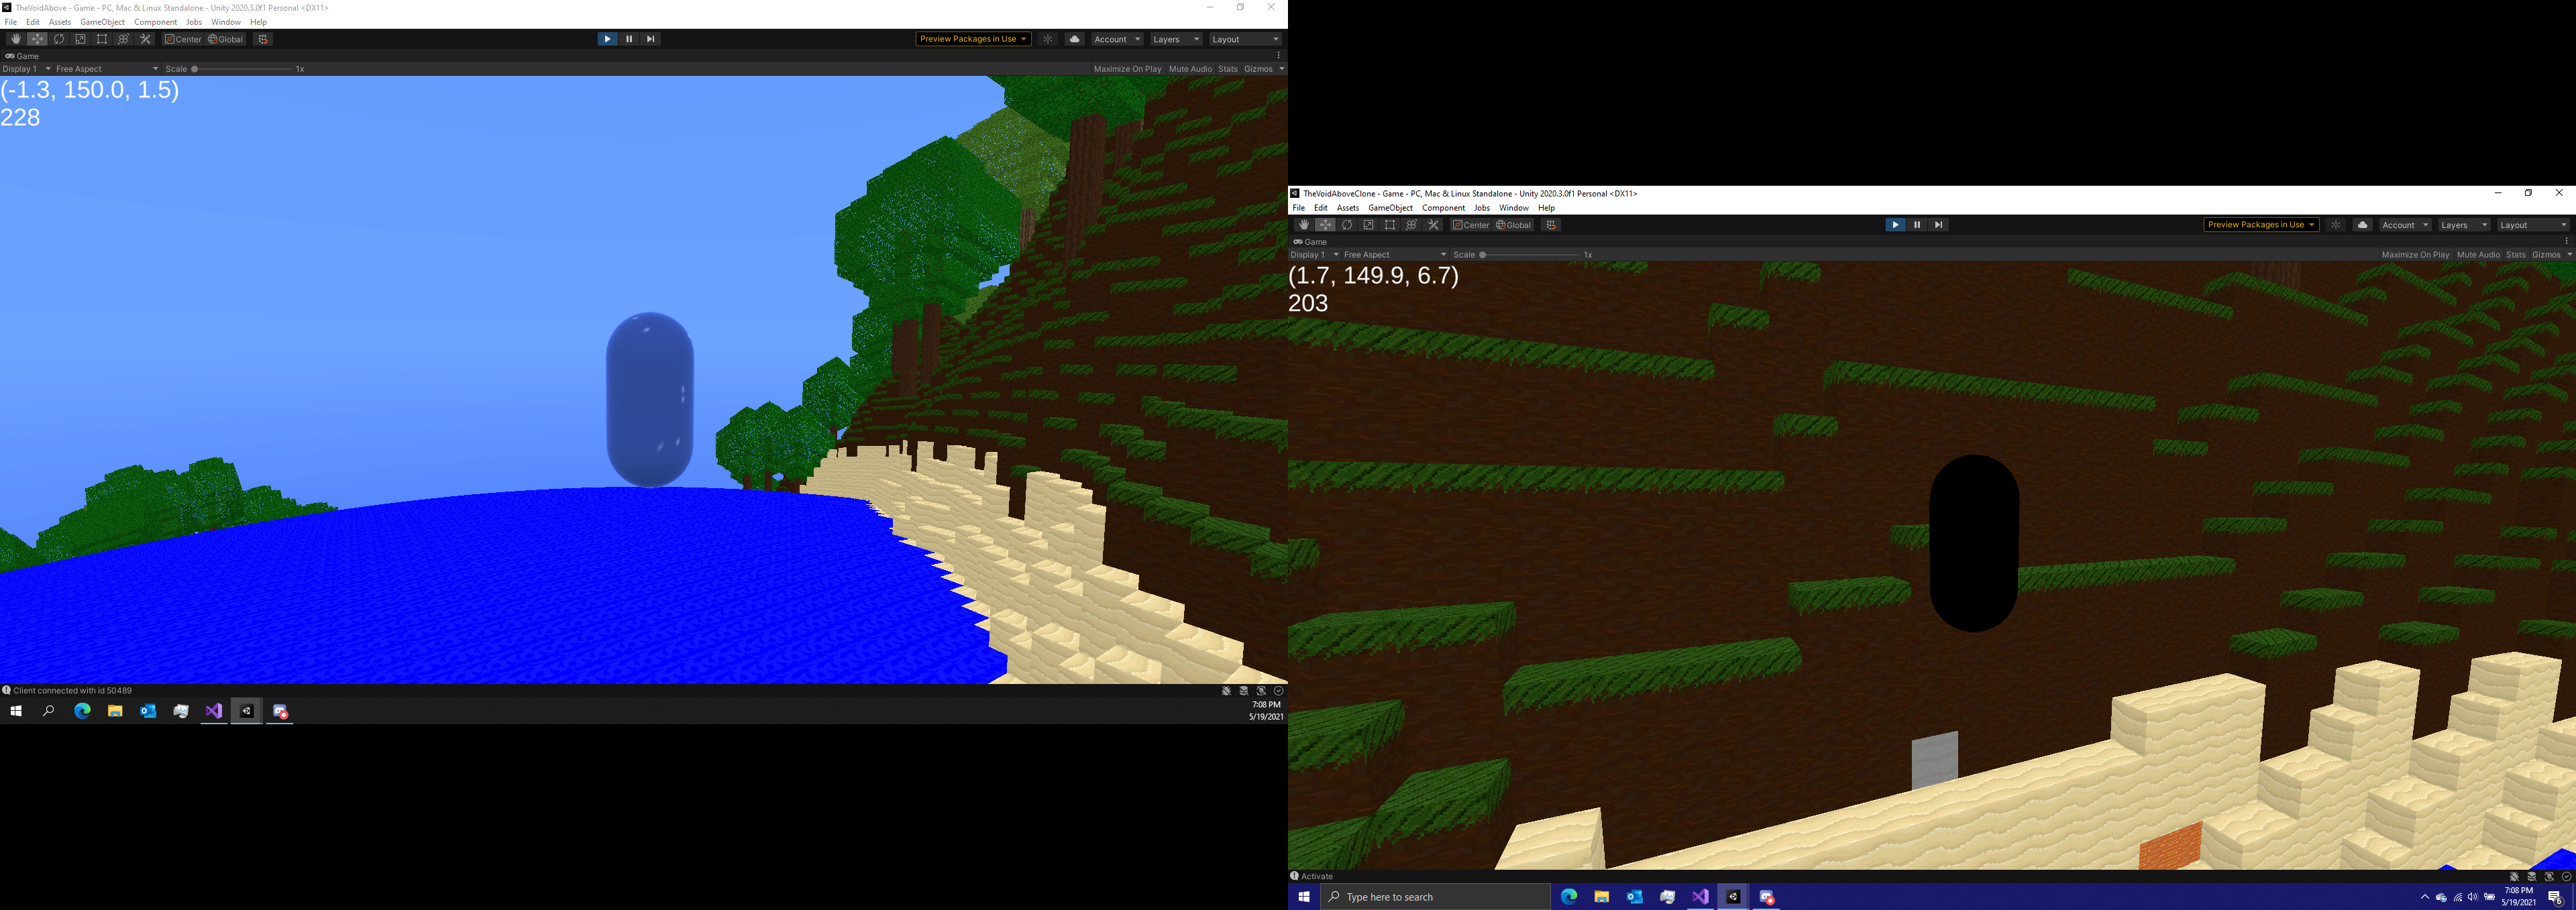 TheVoidAbove - Game - PC, Mac & Linux Standalone - Unity 2020.3.0f1 Personal <DX11>
File Edit Assets GameObject Component Jobs Window Help
Center Global Preview Packages in Use Account Layers Layout
Game
Display 1 Free Aspect Scale 1x Maximize On Play Mute Audio Stats Gizmos
(-1.3, 150.0, 1.5)
228
Client connected with id 50489
7:08 PM
5/19/2021
TheVoidAboveClone - Game - PC, Mac & Linux Standalone - Unity 2020.3.0f1 Personal <DX11>
File Edit Assets GameObject Component Jobs Window Help
Center Global Preview Packages in Use Account Layers Layout
Game
Display 1 Free Aspect Scale 1x Maximize On Play Mute Audio Stats Gizmos
(1.7, 149.9, 6.7)
203
Activate
Type here to search
7:08 PM
5/19/2021